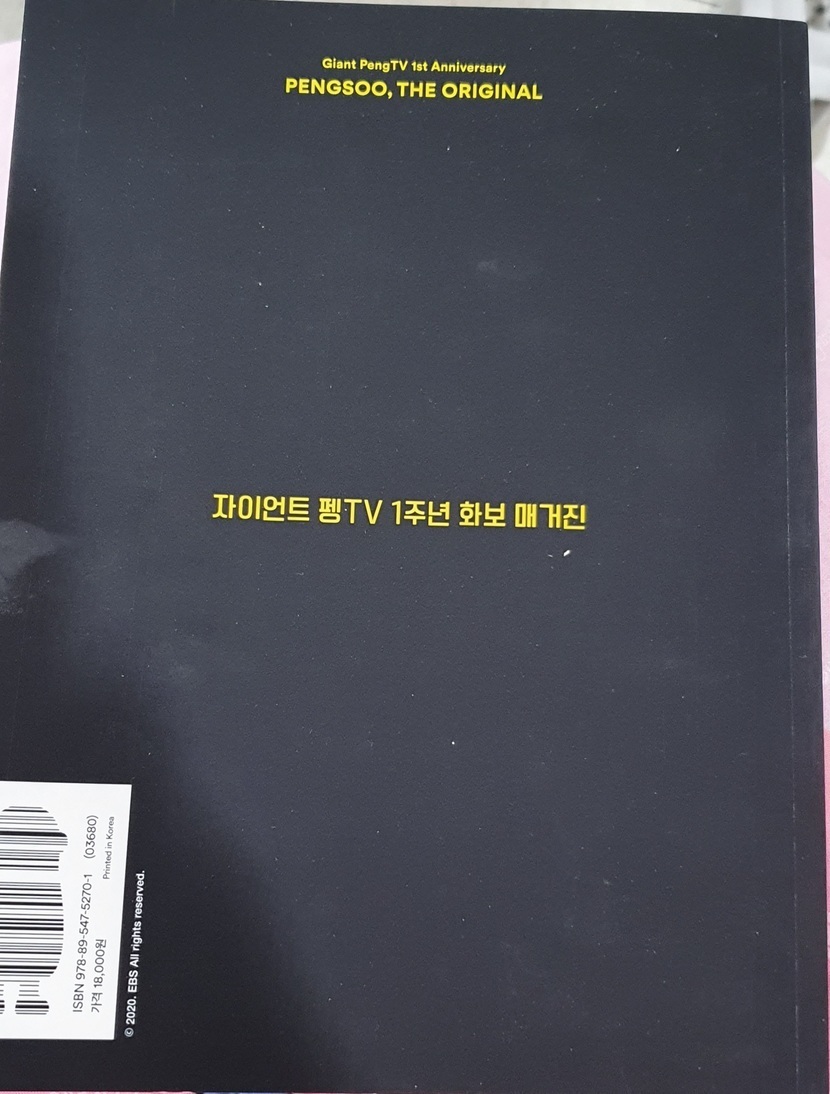 Giant PengTV 1st Anniversary
PENGSOO, THE ORIGINAL
자이언트 펭TV 1주년 화보 매거진
ISBN 978-89-547-5270-1 (03680)
가격 18,000원
Printed in Korea
© 2020. EBS All rights reserved.